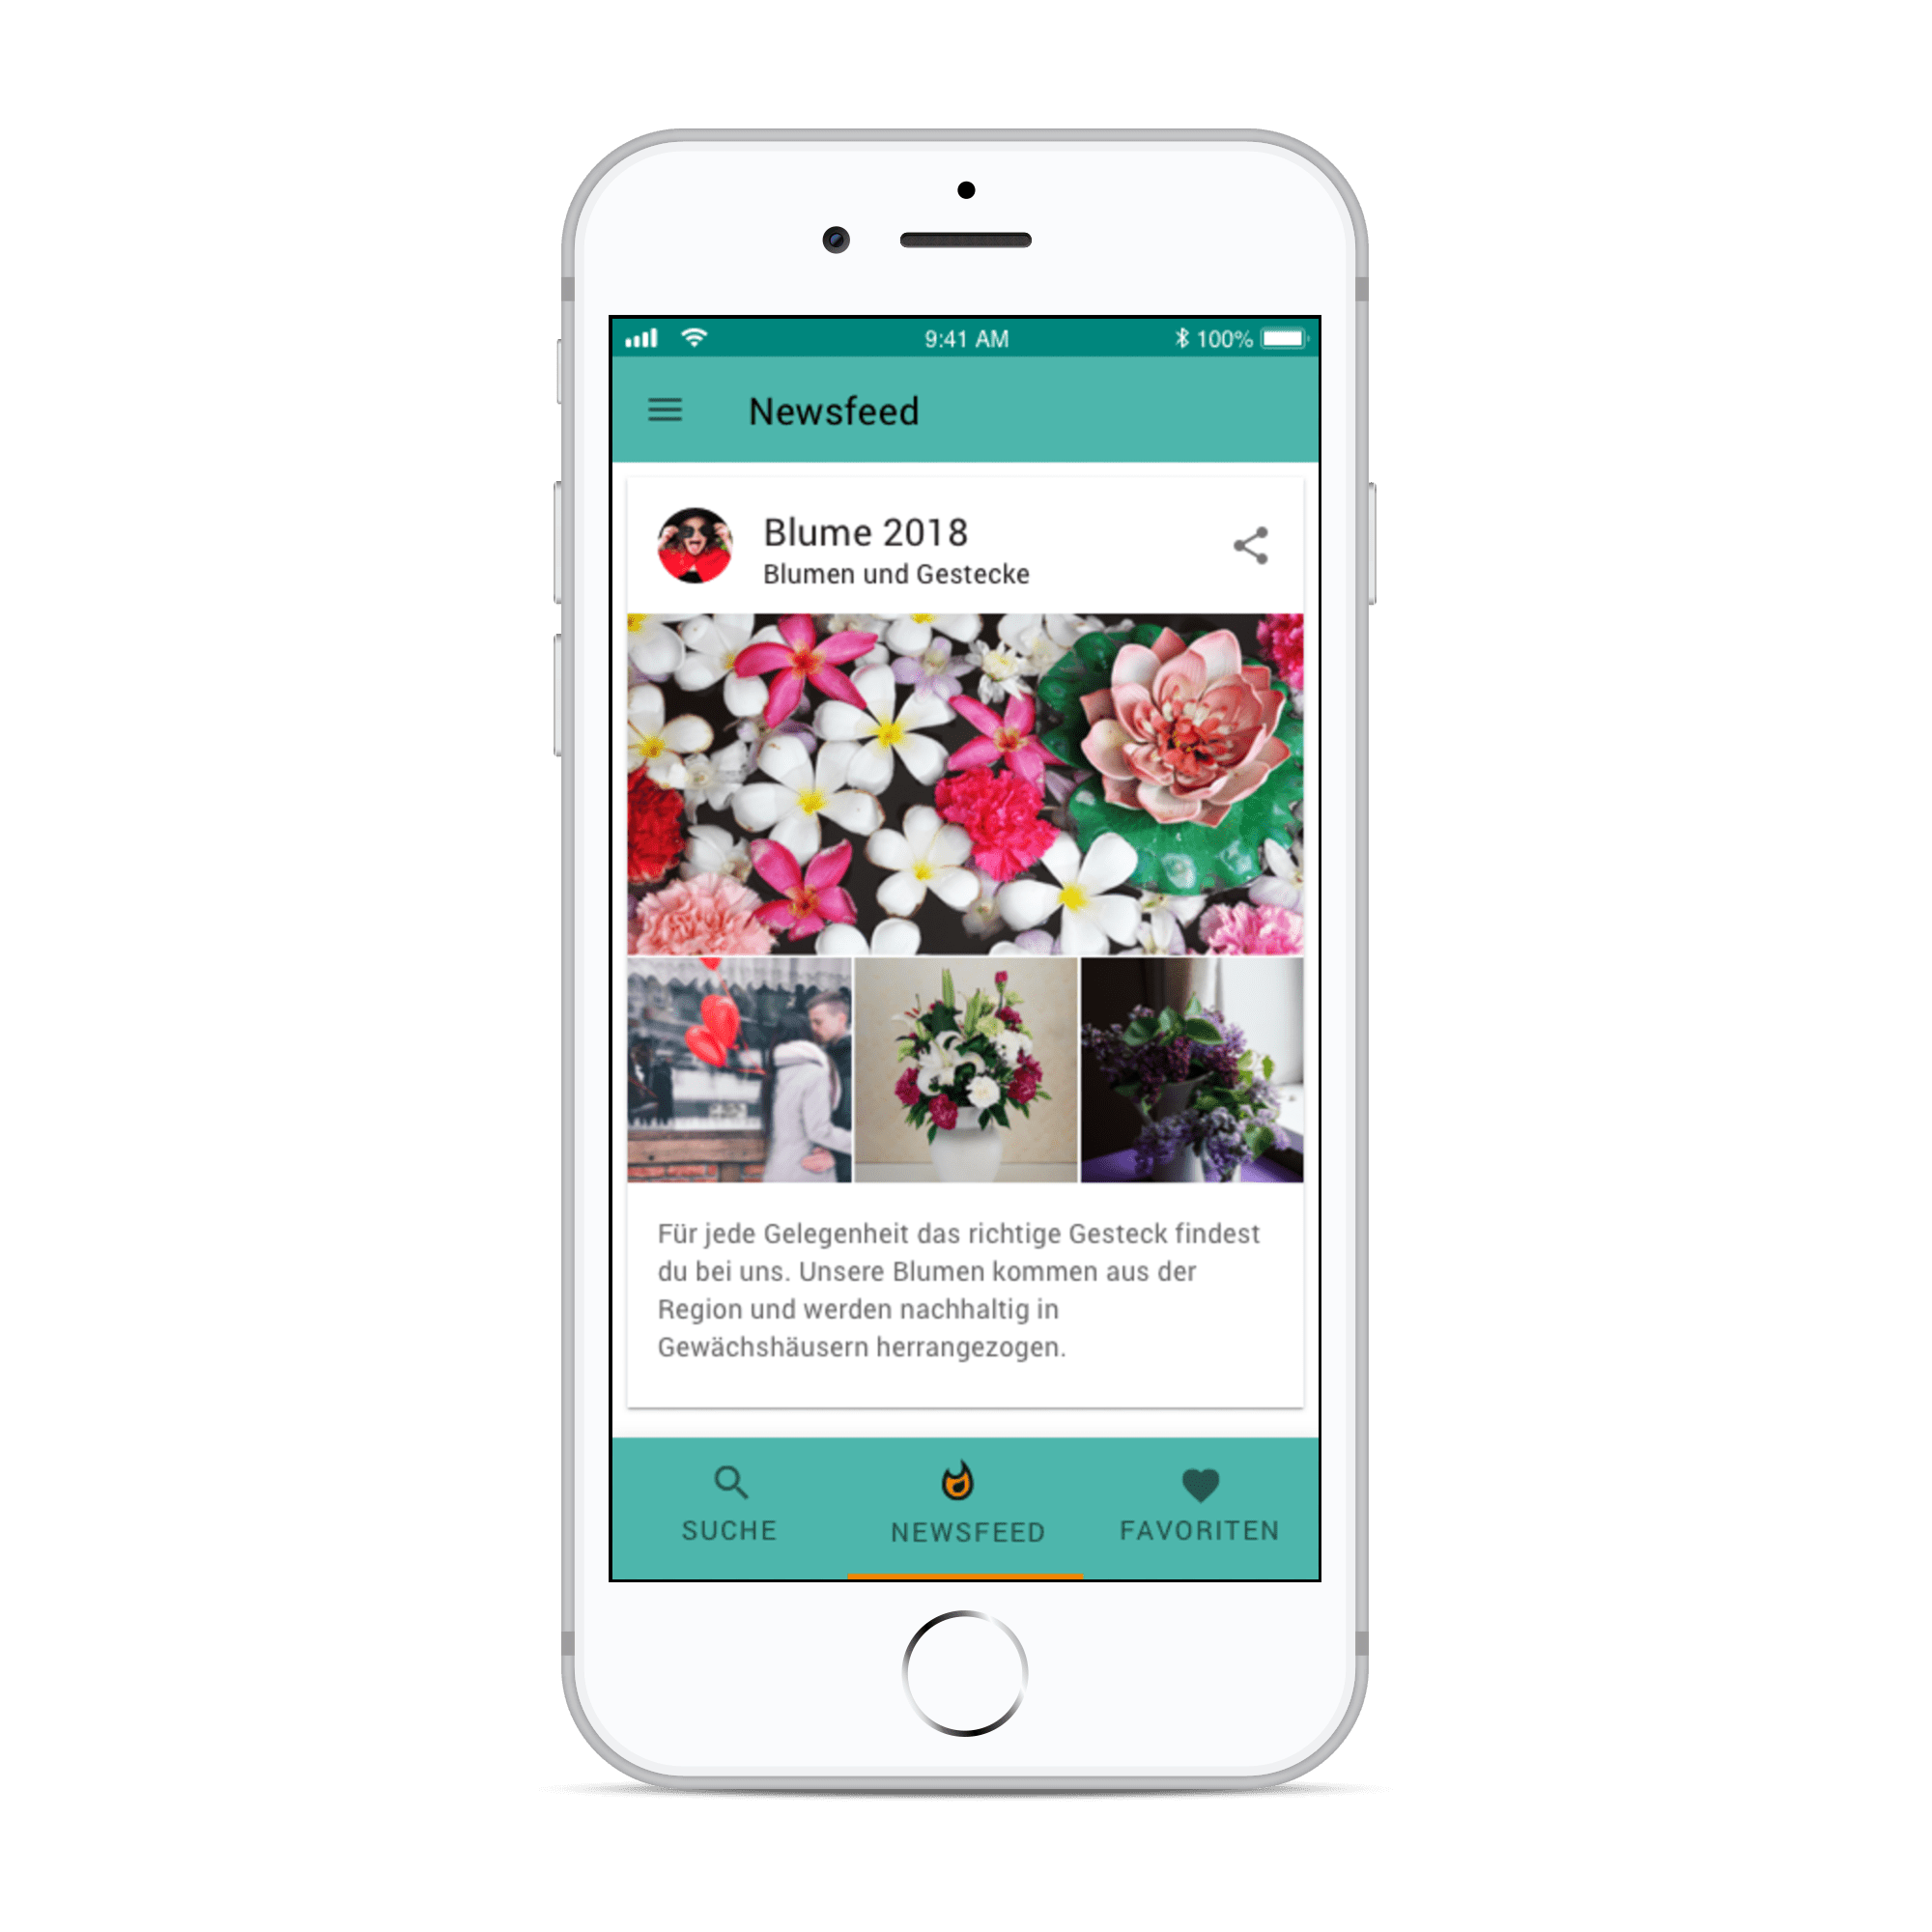 9:41 AM
100%
Newsfeed
Blume 2018
Blumen und Gestecke
Für jede Gelegenheit das richtige Gesteck findest
du bei uns. Unsere Blumen kommen aus der
Region und werden nachhaltig in
Gewächshäusern herrangezogen.
SUCHE
NEWSFEED
FAVORITEN